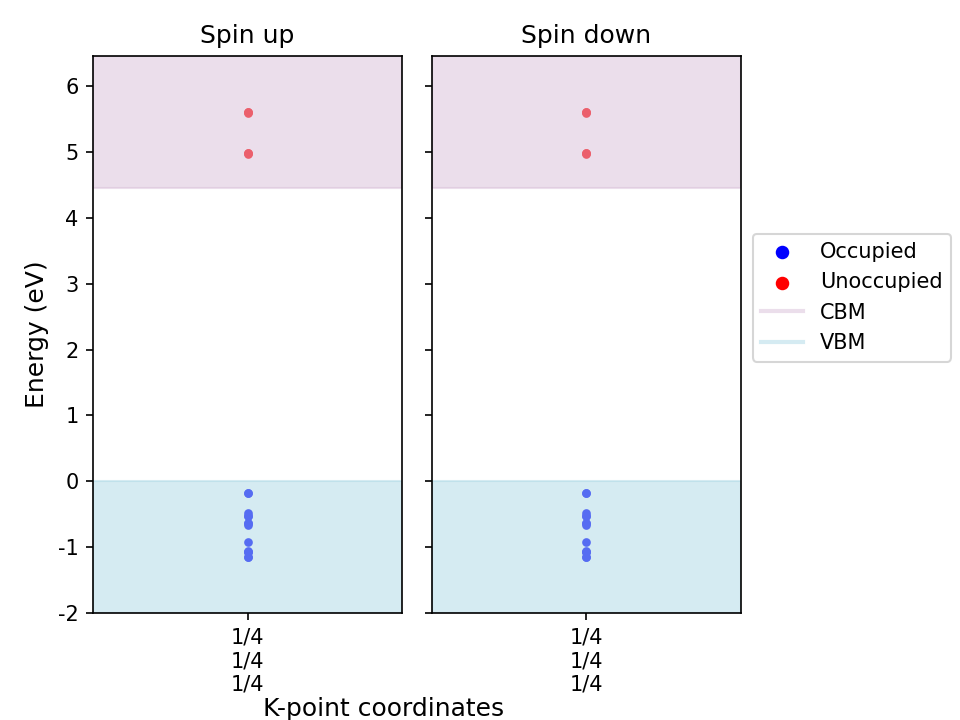 Spin up
Spin down
Energy (eV)
6
5
4
3
2
1
0
-1
-2
1/4
1/4
1/4
1/4
1/4
1/4
K-point coordinates
Occupied
Unoccupied
CBM
VBM